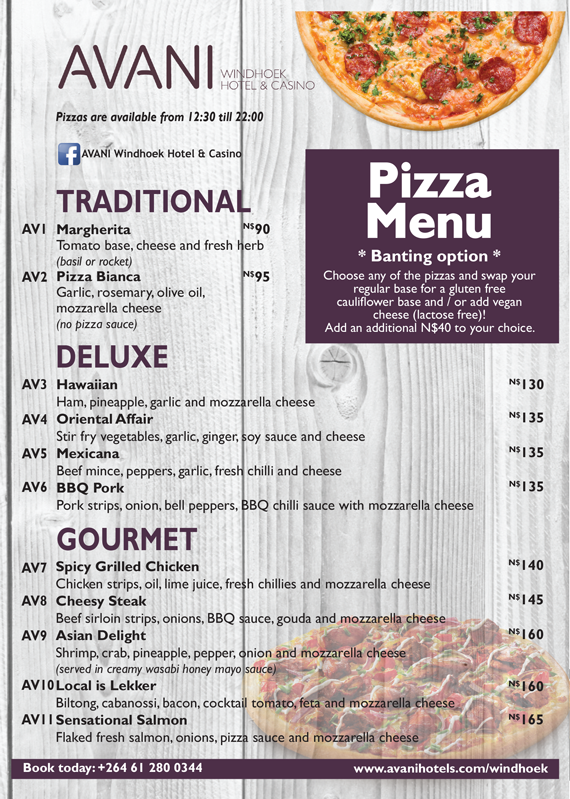 AVANI
WINDHOEK
HOTEL & CASINO
Pizzas are available from 12:30 till 22:00
f AVANI Windhoek Hotel & Casino
Pizza
Menu
* Banting option *
Choose any of the pizzas and swap your
regular base for a gluten free
cauliflower base and / or add vegan
cheese (lactose free)!
Add an additional N$40 to your choice.
TRADITIONAL
AV1 Margherita N$90
Tomato base, cheese and fresh herb
(basil or rocket)
AV2 Pizza Bianca N$95
Garlic, rosemary, olive oil,
mozzarella cheese
(no pizza sauce)
DELUXE
AV3 Hawaiian N$130
Ham, pineapple, garlic and mozzarella cheese
AV4 Oriental Affair N$135
Stir fry vegetables, garlic, ginger, soy sauce and cheese
AV5 Mexicana N$135
Beef mince, peppers, garlic, fresh chilli and cheese
AV6 BBQ Pork N$135
Pork strips, onion, bell peppers, BBQ chilli sauce with mozzarella cheese
GOURMET
AV7 Spicy Grilled Chicken N$140
Chicken strips, oil, lime juice, fresh chillies and mozzarella cheese
AV8 Cheesy Steak N$145
Beef sirloin strips, onions, BBQ sauce, gouda and mozzarella cheese
AV9 Asian Delight N$160
Shrimp, crab, pineapple, pepper, onion and mozzarella cheese
(served in creamy wasabi honey mayo sauce)
AV10 Local is Lekker N$160
Biltong, cabanossi, bacon, cocktail tomato, feta and mozzarella cheese
AV11 Sensational Salmon N$165
Flaked fresh salmon, onions, pizza sauce and mozzarella cheese
Book today: +264 61 280 0344 www.avanihotels.com/windhoek